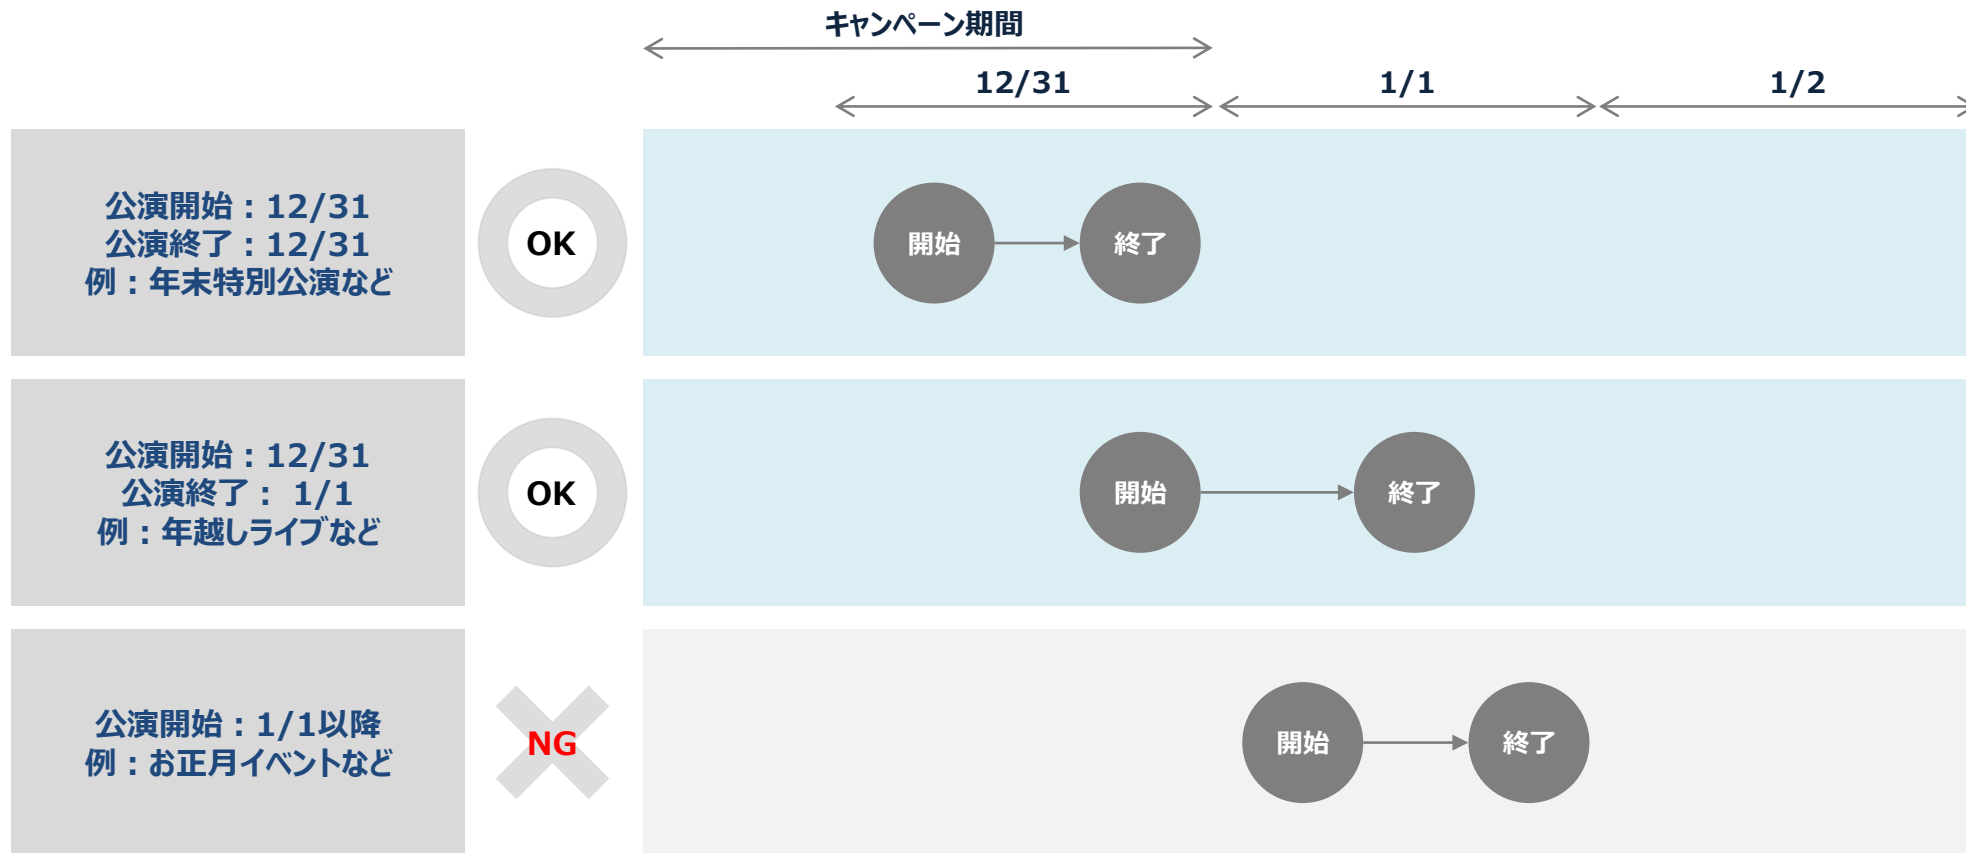 キャンペーン期間
12/31
1/1
1/2
公演開始：12/31
公演終了：12/31
例：年末特別公演など
OK
開始
終了
公演開始：12/31
公演終了： 1/1
例：年越しライブなど
OK
開始
終了
公演開始：1/1以降
例：お正月イベントなど
NG
開始
終了